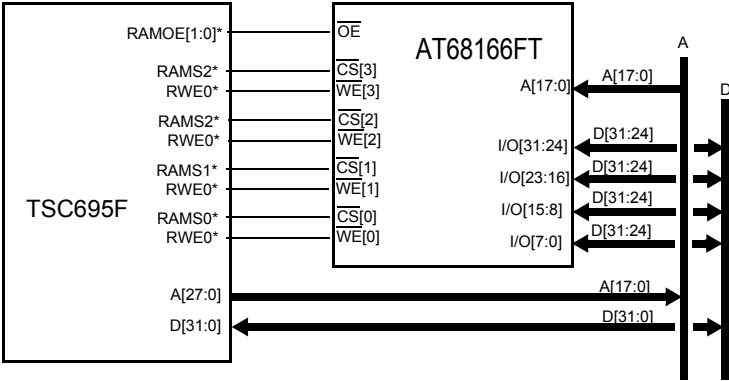 RAMOE[1:0]* OE
AT68166FT
A
RAMS2* CS[3]
RWE0* WE[3]
A[17:0] A[17:0]
D
RAMS2* CS[2]
RWE0* WE[2]
I/O[31:24] D[31:24]
RAMS1* CS[1]
RWE0* WE[1]
I/O[23:16] D[31:24]
TSC695F
RAMS0* CS[0]
RWE0* WE[0]
I/O[15:8] D[31:24]
I/O[7:0] D[31:24]
A[27:0] A[17:0]
D[31:0] D[31:0]